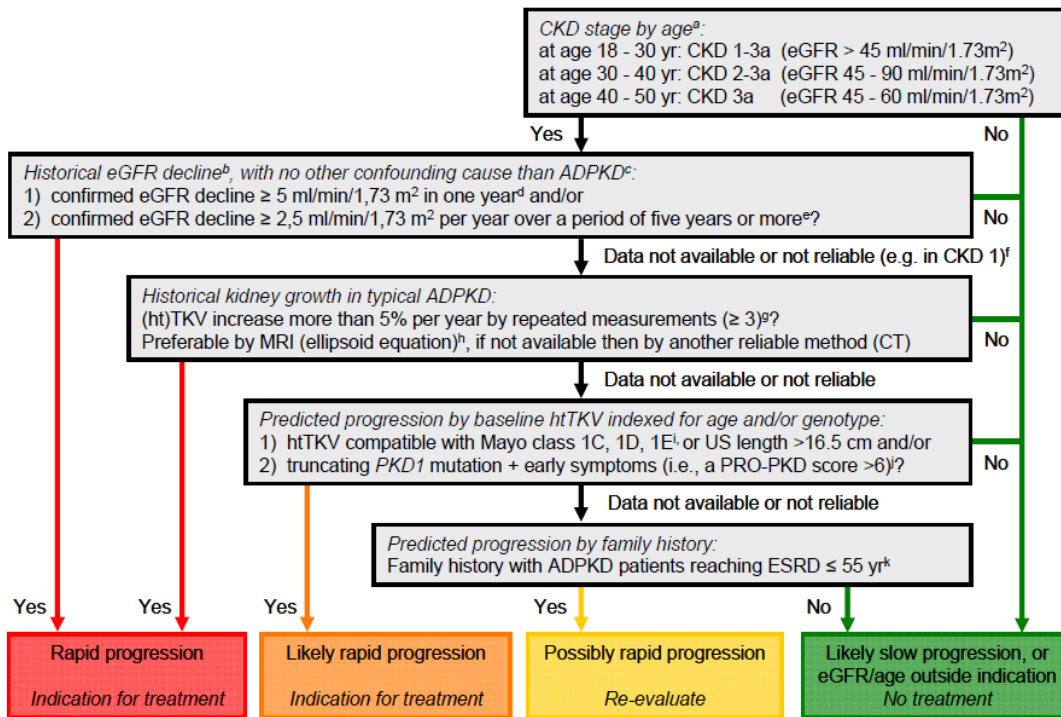 CKD stage by ageᵃ:
at age 18 - 30 yr: CKD 1-3a (eGFR > 45 ml/min/1.73m²)
at age 30 - 40 yr: CKD 2-3a (eGFR 45 - 90 ml/min/1.73m²)
at age 40 - 50 yr: CKD 3a (eGFR 45 - 60 ml/min/1.73m²)
Yes
No
Historical eGFR declineᵇ, with no other confounding cause than ADPKDᶜ:
1) confirmed eGFR decline ≥ 5 ml/min/1,73 m² in one yearᵈ and/or
2) confirmed eGFR decline ≥ 2,5 ml/min/1,73 m² per year over a period of five years or moreᵉ?
No
Data not available or not reliable (e.g. in CKD 1)ᶠ
Historical kidney growth in typical ADPKD:
(ht)TKV increase more than 5% per year by repeated measurements (≥ 3)ᵍ?
Preferable by MRI (ellipsoid equation)ʰ, if not available then by another reliable method (CT)
No
Data not available or not reliable
Predicted progression by baseline htTKV indexed for age and/or genotype:
1) htTKV compatible with Mayo class 1C, 1D, 1Eⁱ, or US length >16.5 cm and/or
2) truncating PKD1 mutation + early symptoms (i.e., a PRO-PKD score >6)ʲ?
No
Data not available or not reliable
Predicted progression by family history:
Family history with ADPKD patients reaching ESRD ≤ 55 yrᵏ
Yes
Yes
Yes
Yes
No
Rapid progression
Indication for treatment
Likely rapid progression
Indication for treatment
Possibly rapid progression
Re-evaluate
Likely slow progression, or
eGFR/age outside indication
No treatment